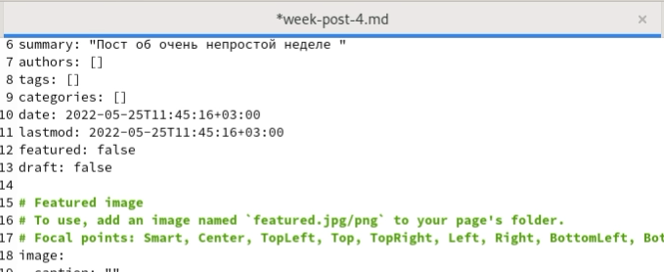 *week-post-4.md
6 summary: "Пост об очень непростой неделе "
7 authors: []
8 tags: []
9 categories: []
10 date: 2022-05-25T11:45:16+03:00
11 lastmod: 2022-05-25T11:45:16+03:00
12 featured: false
13 draft: false
14
15 # Featured image
16 # To use, add an image named `featured.jpg/png` to your page's folder.
17 # Focal points: Smart, Center, TopLeft, Top, TopRight, Left, Right, BottomLeft, Bot
18 image:
19 caption: ""